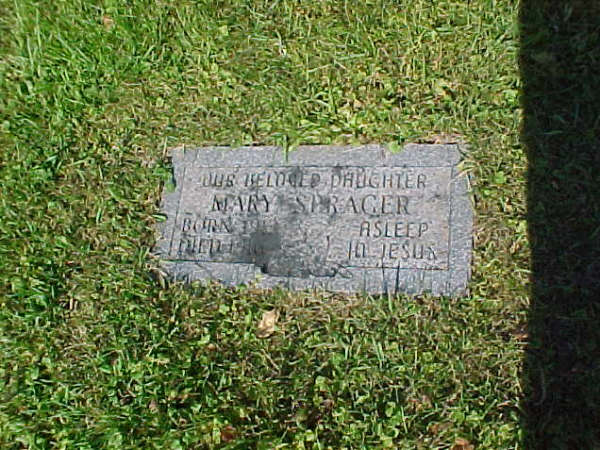 OUR BELOVED DAUGHTER
MARY SPRAGER
BORN ASLEEP
DIED IN JESUS